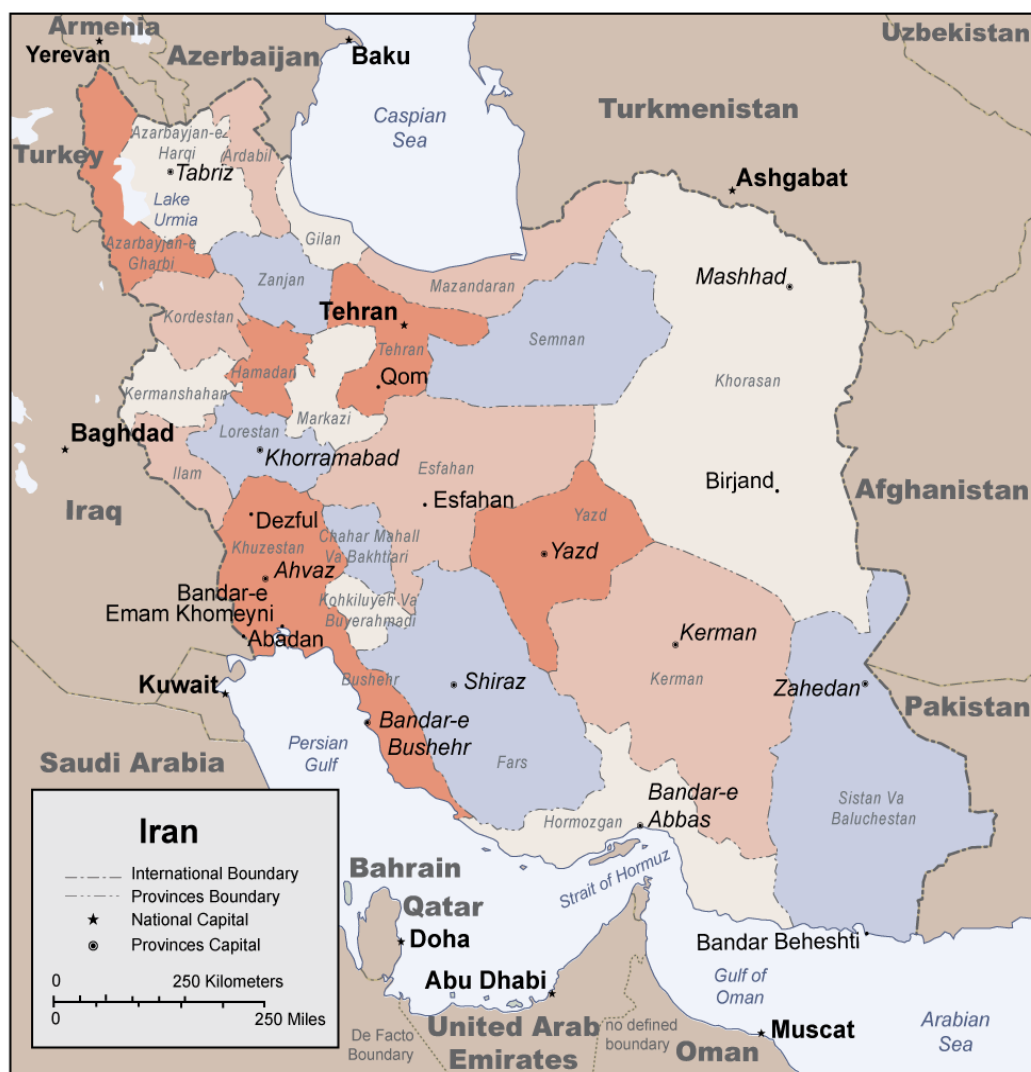 Armenia
Yerevan
Azerbaijan
Baku
Uzbekistan
Caspian
Sea
Turkmenistan
Turkey
Azarbayjan-e
Harqi
Ardabil
Tabriz
Ashgabat
Lake
Urmia
Gilan
Azarbayjan-e
Gharbi
Zanjan
Mazandaran
Mashhad
Tehran
Kordestan
Tehran
Semnan
Hamadan
Qom
Khorasan
Kermanshahan
Markazi
Baghdad
Lorestan
Khorramabad
Ilam
Esfahan
Birjand
Afghanistan
Iraq
Esfahan
Dezful
Yazd
Chahar Mahall
Va Bakhtiari
Khuzestan
Yazd
Ahvaz
Bandar-e
Emam Khomeyni
Kohkiluyeh Va
Buyerahmadi
Abadan
Kerman
Kuwait
Bushehr
Shiraz
Kerman
Zahedan
Pakistan
Bandar-e
Bushehr
Persian
Gulf
Saudi Arabia
Fars
Bandar-e
Abbas
Sistan Va
Baluchestan
Hormozgan
Iran
International Boundary
Provinces Boundary
National Capital
Provinces Capital
0 250 Kilometers
0 250 Miles
Bahrain
Strait of Hormuz
Qatar
Doha
Bandar Beheshti
Abu Dhabi
Gulf of
Oman
De Facto
Boundary
United Arab
Emirates
no defined
boundary
Oman
Muscat
Arabian
Sea